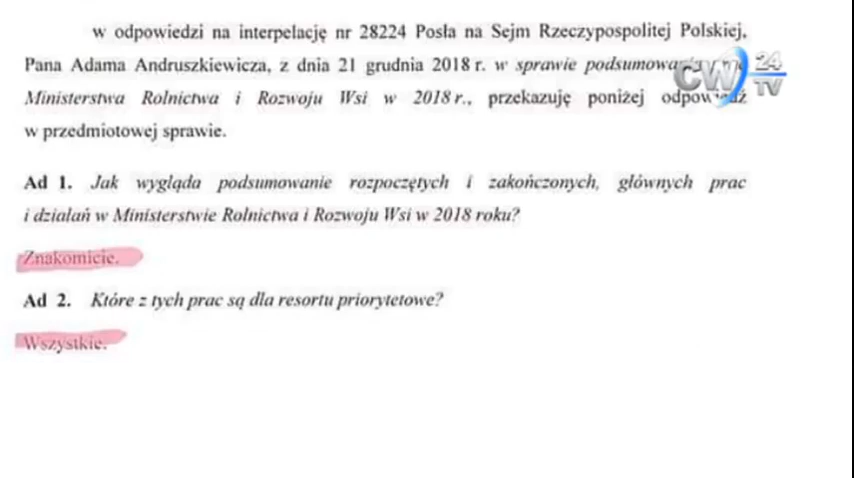 w odpowiedzi na interpelację nr 28224 Posła na Sejm Rzeczypospolitej Polskiej,
Pana Adama Andruszkiewicza, z dnia 21 grudnia 2018 r. w sprawie
Ministerstwa Rolnictwa i Rozwoju Wsi w 2018 r., przekazuję poniżej odpowiedź
w przedmiotowej sprawie.
CW 24 TV
Ad 1. Jak wygląda podsumowanie rozpoczętych i zakończonych, głównych prac
i działań w Ministerstwie Rolnictwa i Rozwoju Wsi w 2018 roku?
Znakomicie.
Ad 2. Które z tych prac są dla resortu priorytetowe?
Wszystkie.